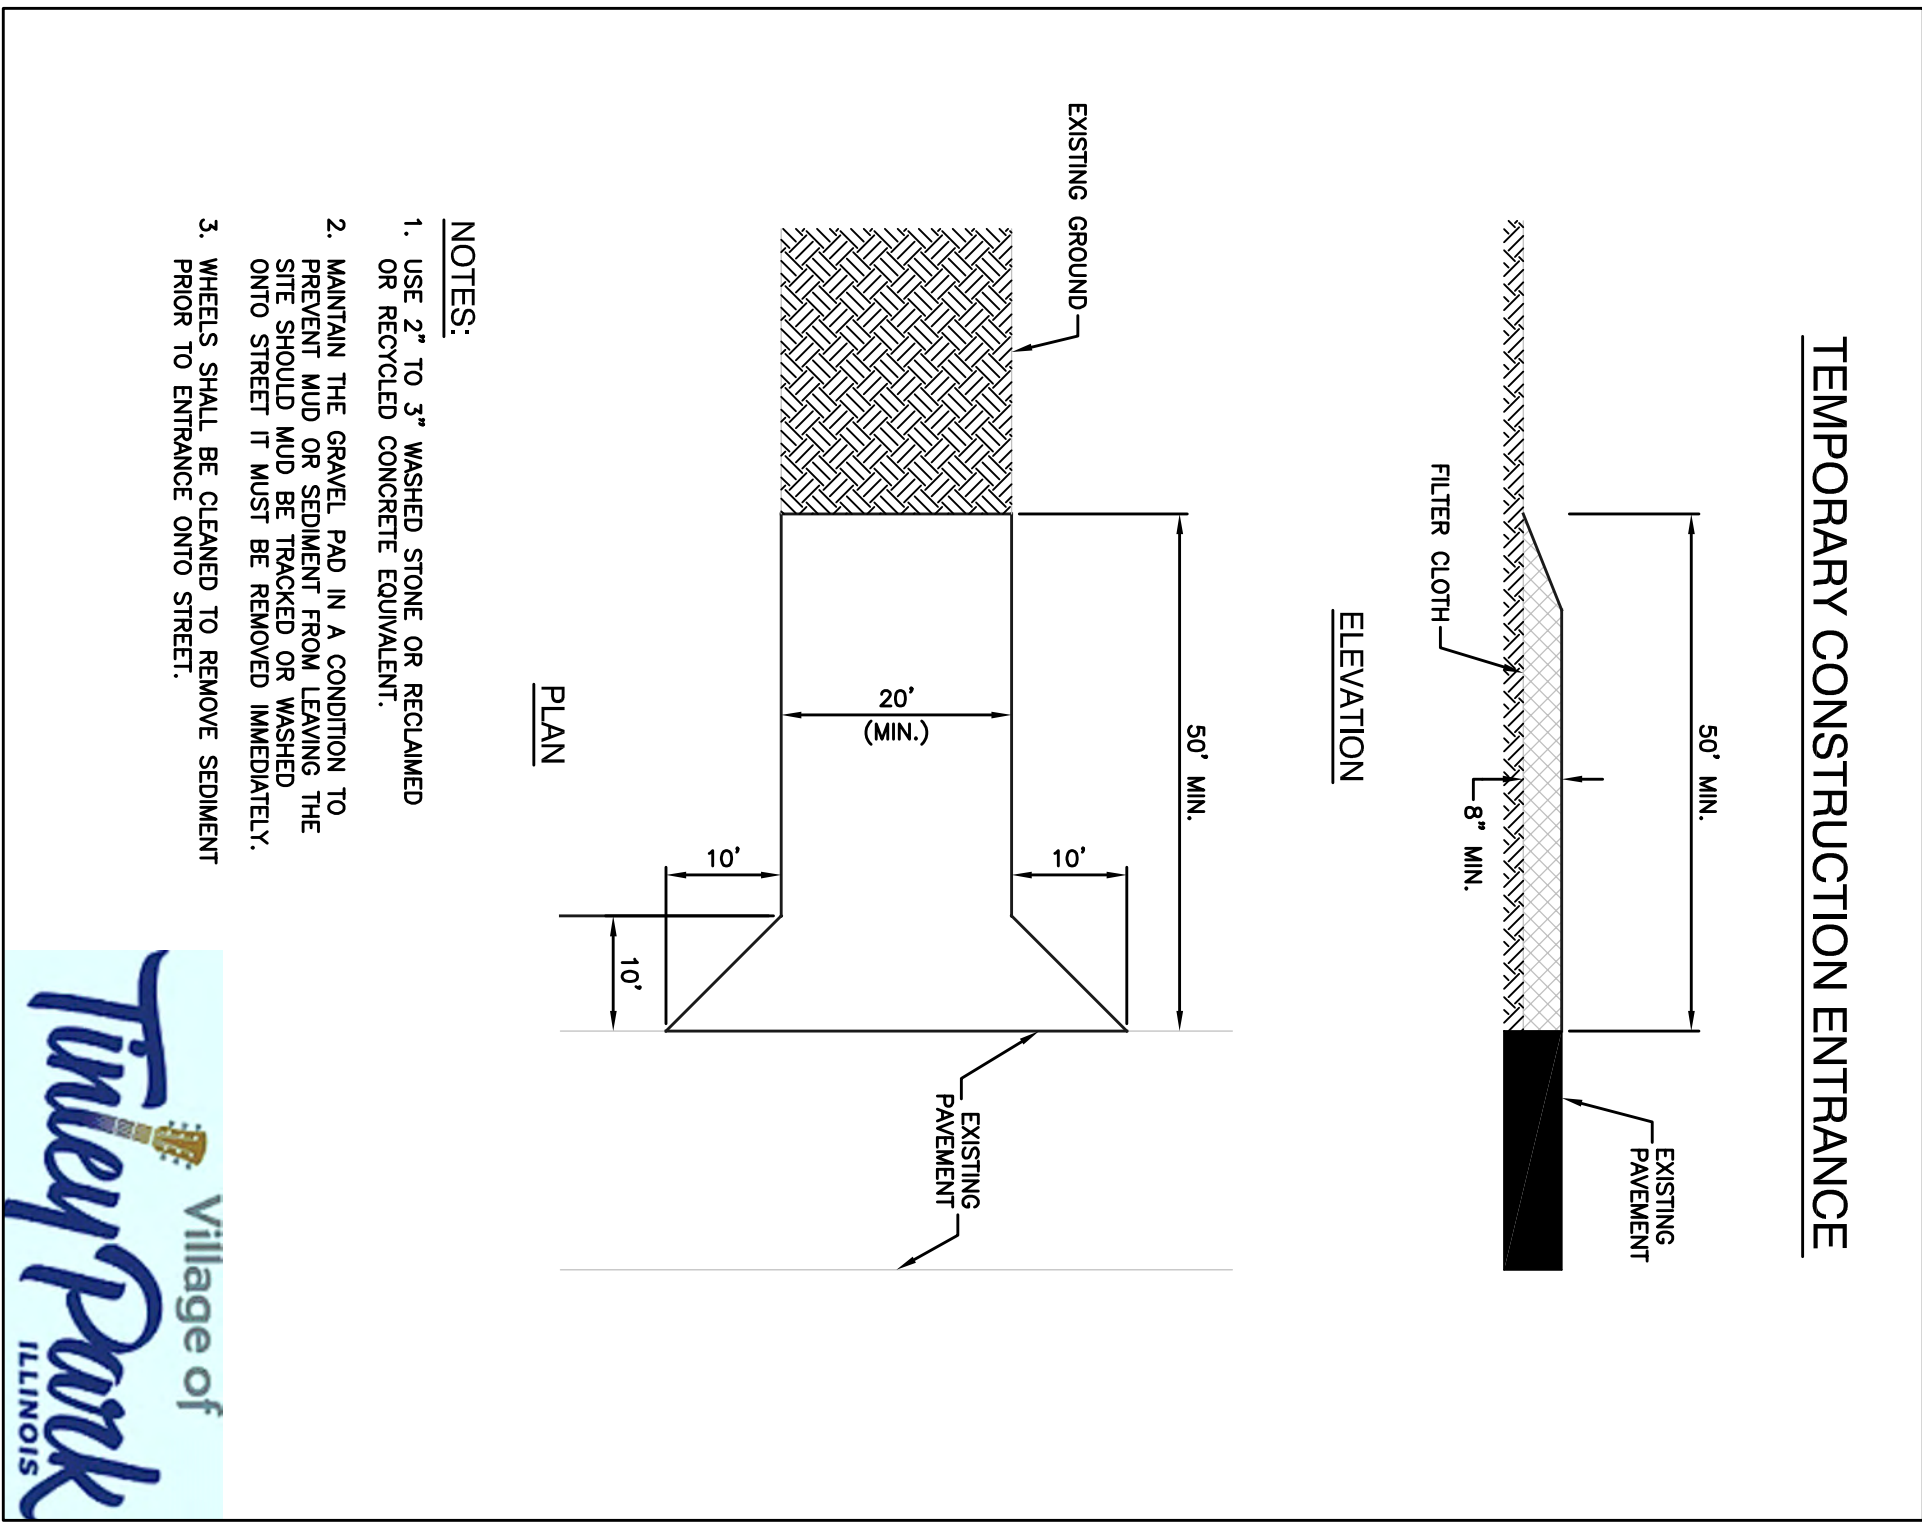 TEMPORARY CONSTRUCTION ENTRANCE
50' MIN.
EXISTING
PAVEMENT
FILTER CLOTH
8" MIN.
ELEVATION
50' MIN.
EXISTING GROUND
10'
20'
(MIN.)
10'
10'
EXISTING
PAVEMENT
PLAN
NOTES:
1. USE 2" TO 3" WASHED STONE OR RECLAIMED
OR RECYCLED CONCRETE EQUIVALENT.
2. MAINTAIN THE GRAVEL PAD IN A CONDITION TO
PREVENT MUD OR SEDIMENT FROM LEAVING THE
SITE SHOULD MUD BE TRACKED OR WASHED
ONTO STREET IT MUST BE REMOVED IMMEDIATELY.
3. WHEELS SHALL BE CLEANED TO REMOVE SEDIMENT
PRIOR TO ENTRANCE ONTO STREET.
Village of
Tinley Park
ILLINOIS